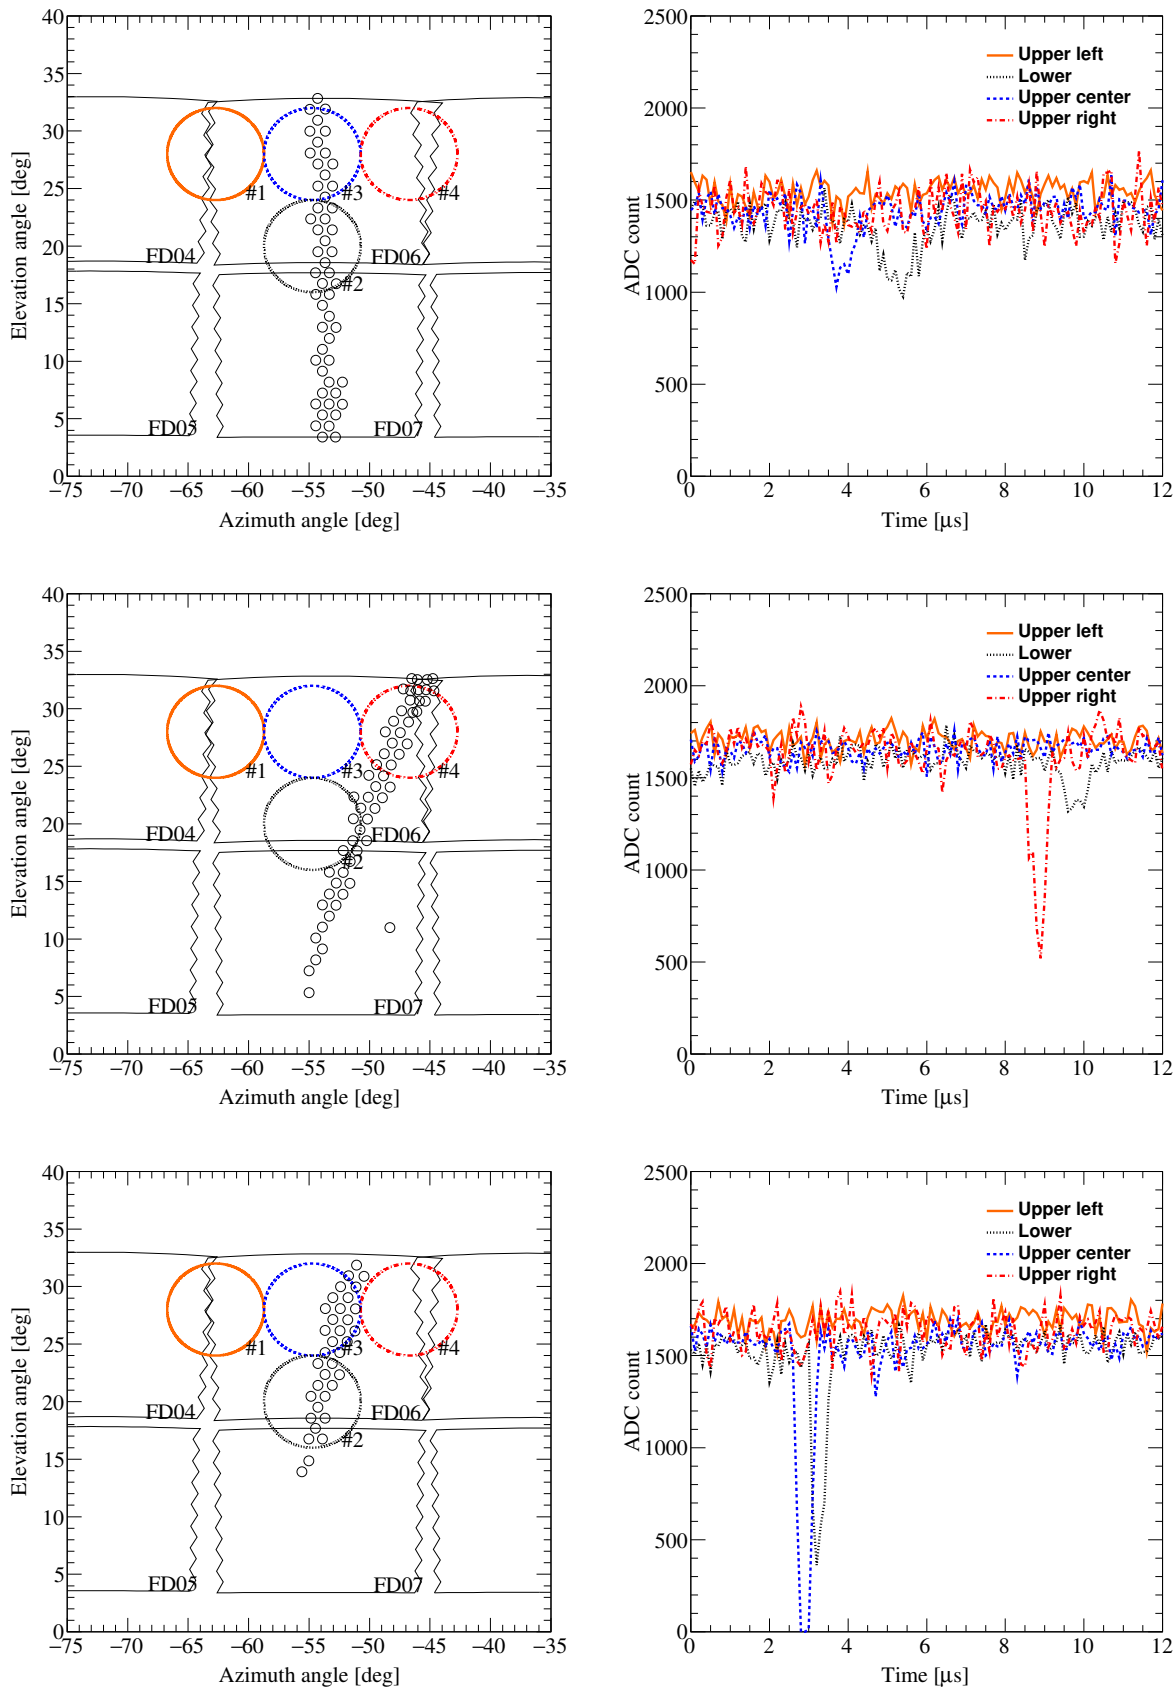 40
35
30
25
20
15
10
5
0
Elevation angle [deg]
#1
#3
#4
FD04
FD06
#2
FD05
FD07
−75 −70 −65 −60 −55 −50 −45 −40 −35
Azimuth angle [deg]
2500
2000
1500
1000
500
0
ADC count
Upper left
Lower
Upper center
Upper right
0 2 4 6 8 10 12
Time [μs]
40
35
30
25
20
15
10
5
0
Elevation angle [deg]
#1
#3
#4
FD04
FD06
#2
FD05
FD07
−75 −70 −65 −60 −55 −50 −45 −40 −35
Azimuth angle [deg]
2500
2000
1500
1000
500
0
ADC count
Upper left
Lower
Upper center
Upper right
0 2 4 6 8 10 12
Time [μs]
40
35
30
25
20
15
10
5
0
Elevation angle [deg]
#1
#3
#4
FD04
FD06
#2
FD05
FD07
−75 −70 −65 −60 −55 −50 −45 −40 −35
Azimuth angle [deg]
2500
2000
1500
1000
500
0
ADC count
Upper left
Lower
Upper center
Upper right
0 2 4 6 8 10 12
Time [μs]